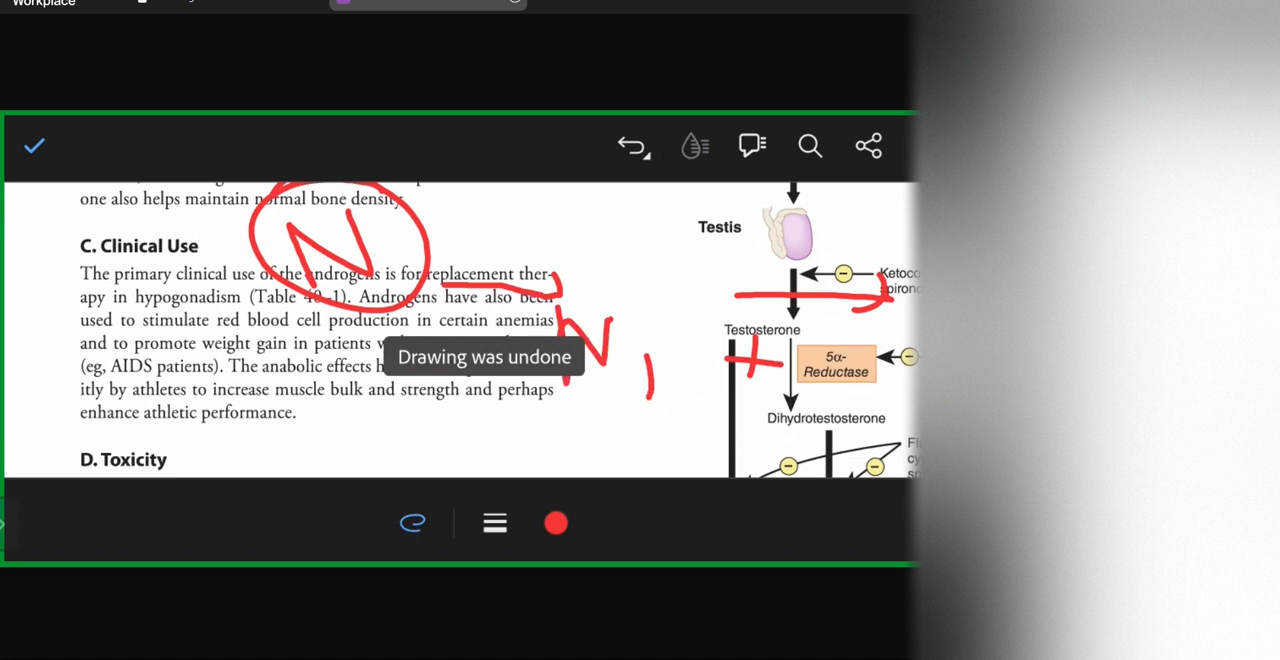 Workplace
one also helps maintain normal bone density
C. Clinical Use
The primary clinical use of the androgens is for replacement ther-
apy in hypogonadism (Table 40-1). Androgens have also been
used to stimulate red blood cell production in certain anemias
and to promote weight gain in patients
(eg, AIDS patients). The anabolic effects
Drawing was undone
itly by athletes to increase muscle bulk and strength and perhaps
enhance athletic performance.
D. Toxicity
N
N
Testis
Testosterone
+
5α-
Reductase
Dihydrotestosterone